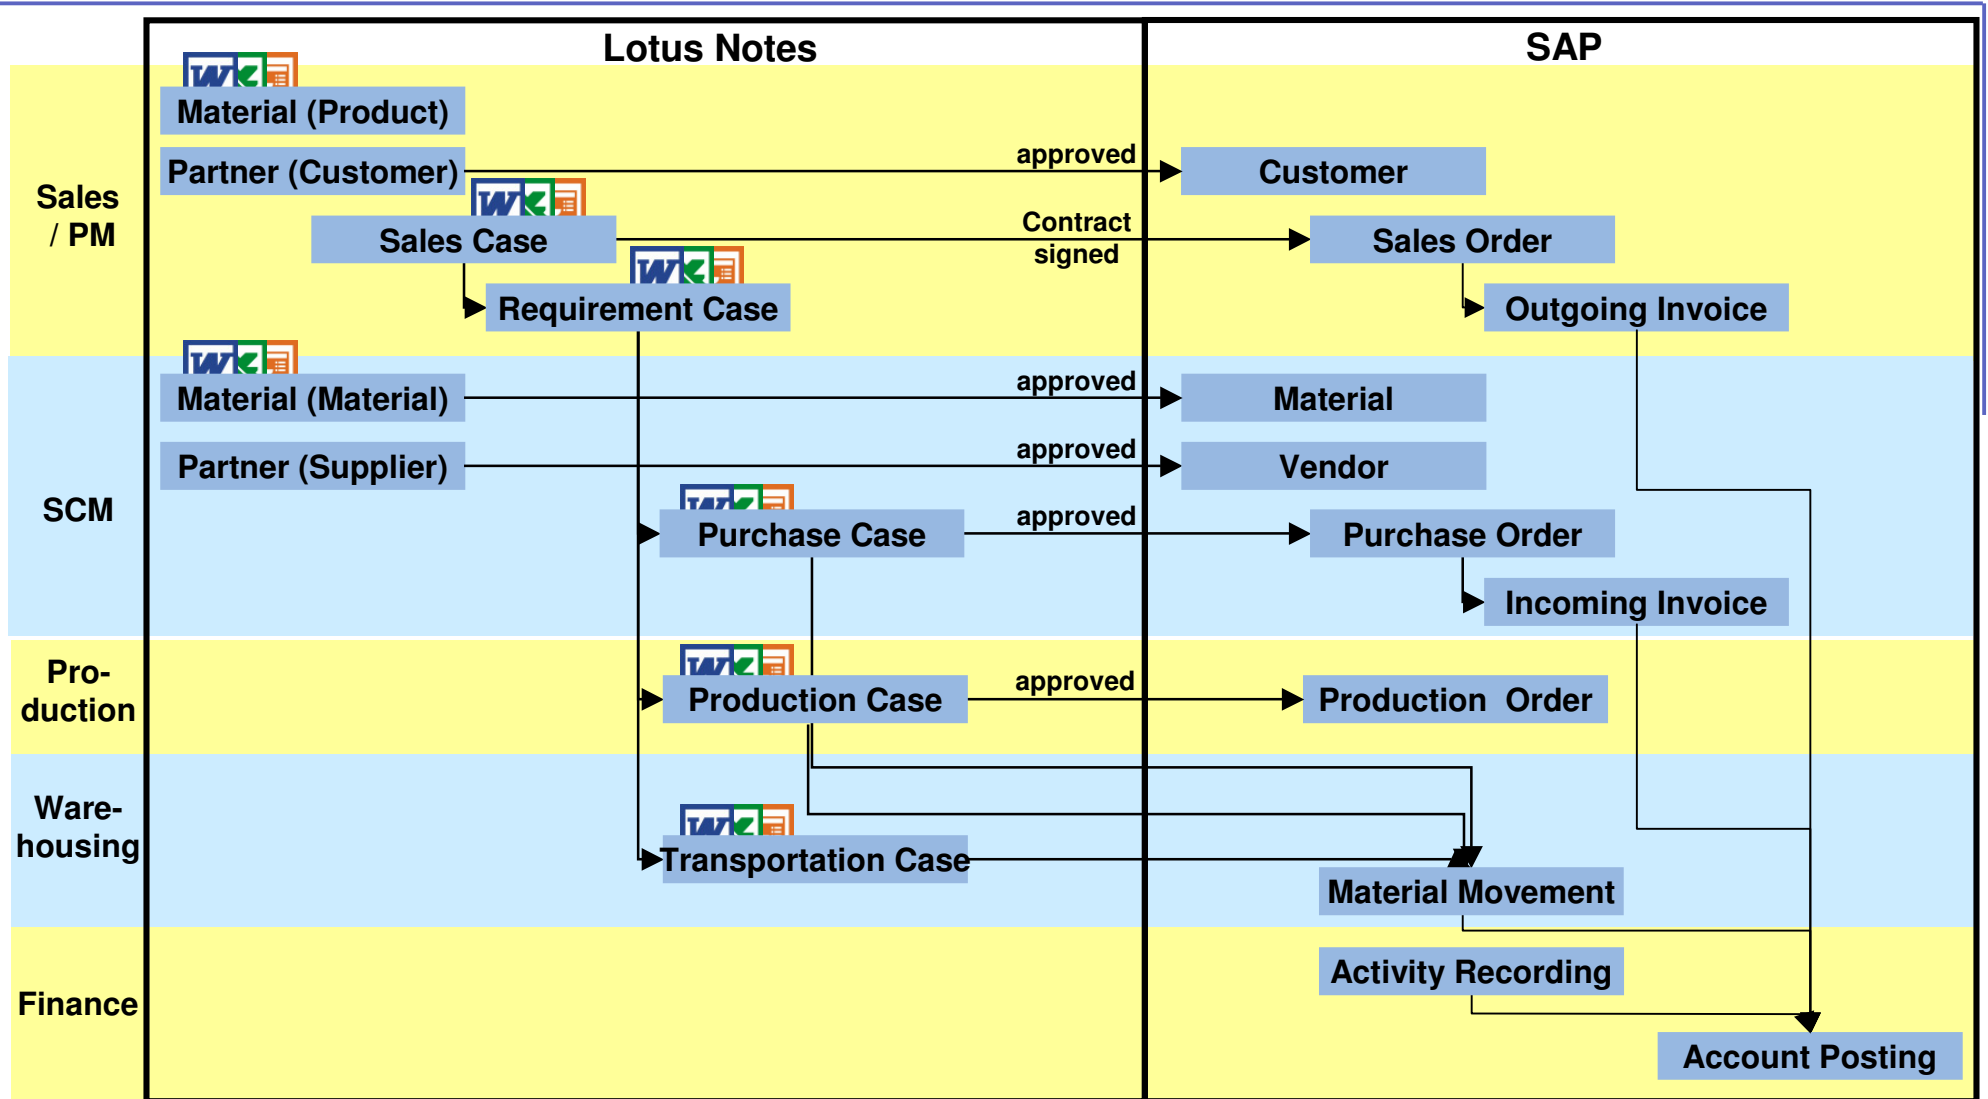 Lotus Notes
SAP
Sales
/ PM
Material (Product)
Partner (Customer)
approved
Customer
Sales Case
Contract
signed
Sales Order
Requirement Case
Outgoing Invoice
SCM
Material (Material)
approved
Material
Partner (Supplier)
approved
Vendor
Purchase Case
approved
Purchase Order
Incoming Invoice
Pro-
duction
Production Case
approved
Production Order
Ware-
housing
Transportation Case
Material Movement
Finance
Activity Recording
Account Posting